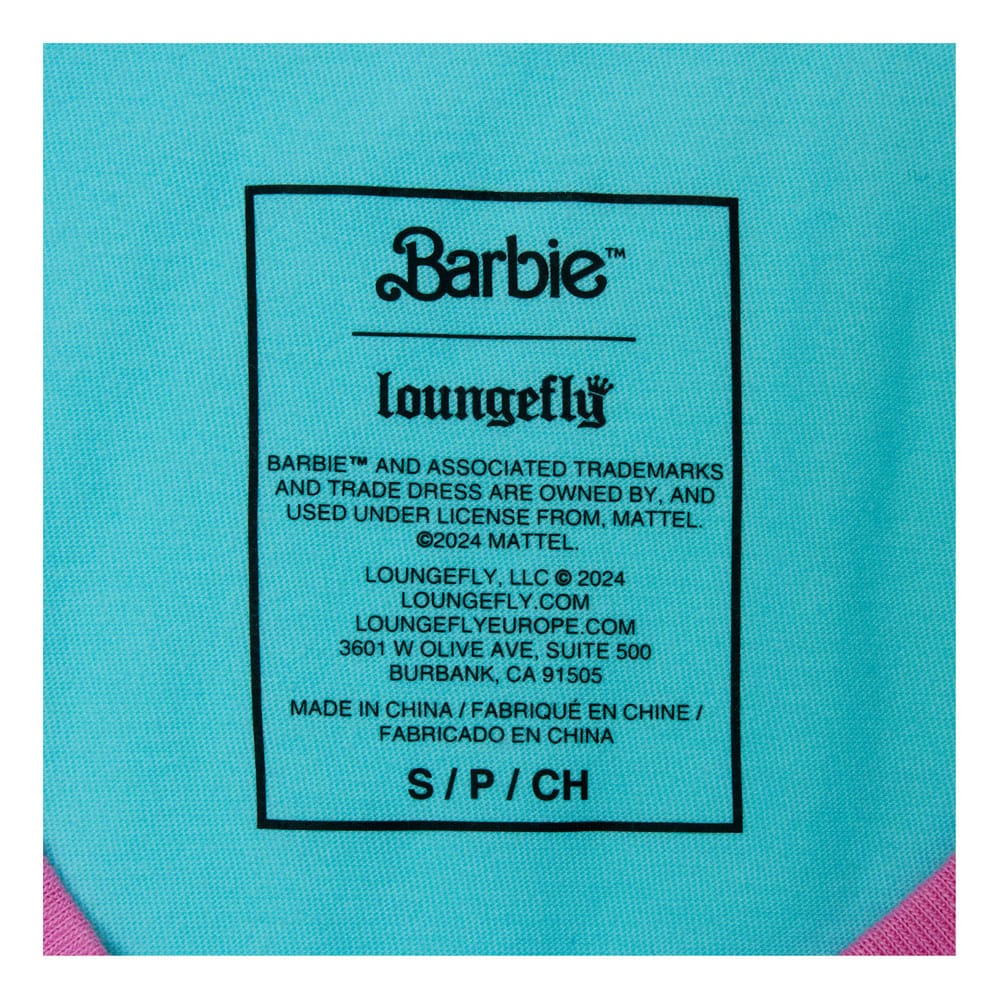 Barbie™
loungefly
BARBIE™ AND ASSOCIATED TRADEMARKS
AND TRADE DRESS ARE OWNED BY, AND
USED UNDER LICENSE FROM, MATTEL.
©2024 MATTEL.
LOUNGEFLY, LLC © 2024
LOUNGEFLY.COM
LOUNGEFLYEUROPE.COM
3601 W OLIVE AVE, SUITE 500
BURBANK, CA 91505
MADE IN CHINA / FABRIQUÉ EN CHINE /
FABRICADO EN CHINA
S / P / CH